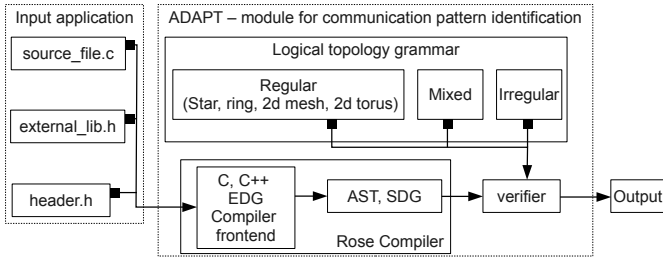 Input application
ADAPT – module for communication pattern identification
source_file.c
external_lib.h
header.h
Logical topology grammar
Regular
(Star, ring, 2d mesh, 2d torus)
Mixed
Irregular
C, C++
EDG
Compiler
frontend
AST, SDG
Rose Compiler
verifier
Output